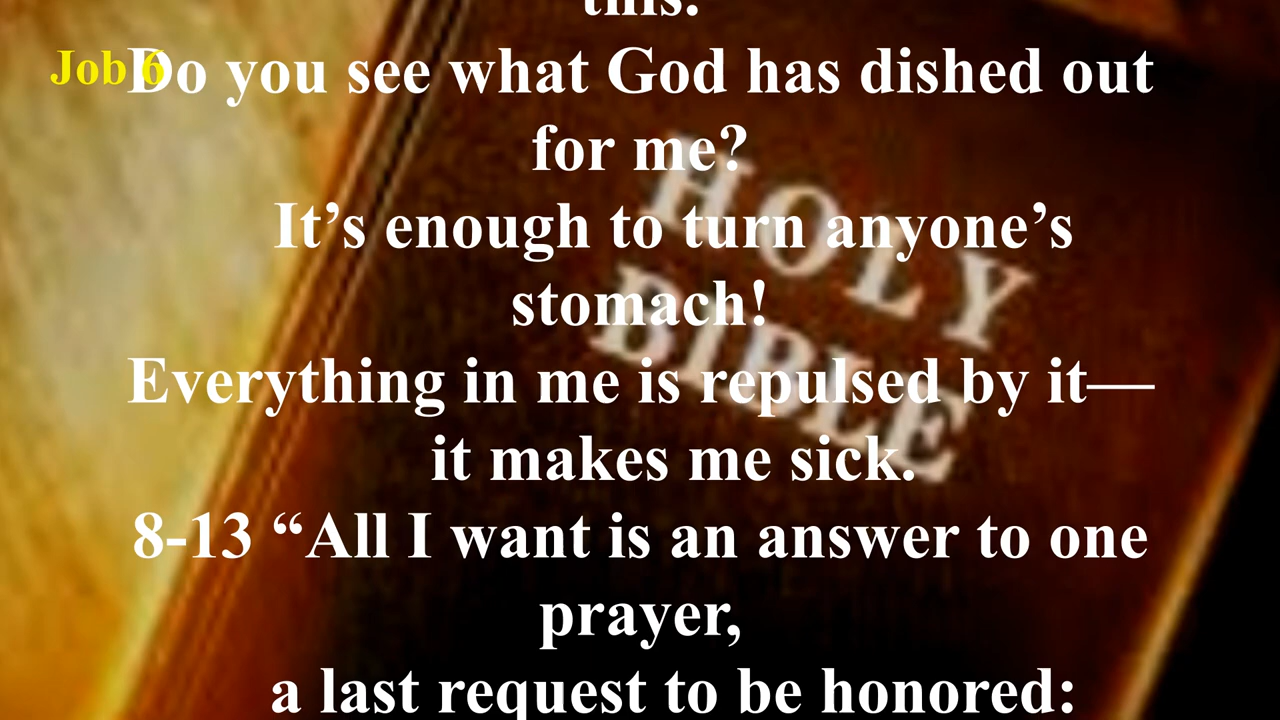 this.
Job 6
Do you see what God has dished out
for me?
It’s enough to turn anyone’s
stomach!
Everything in me is repulsed by it—
it makes me sick.
8-13 “All I want is an answer to one
prayer,
a last request to be honored:
HOLY
BIBLE